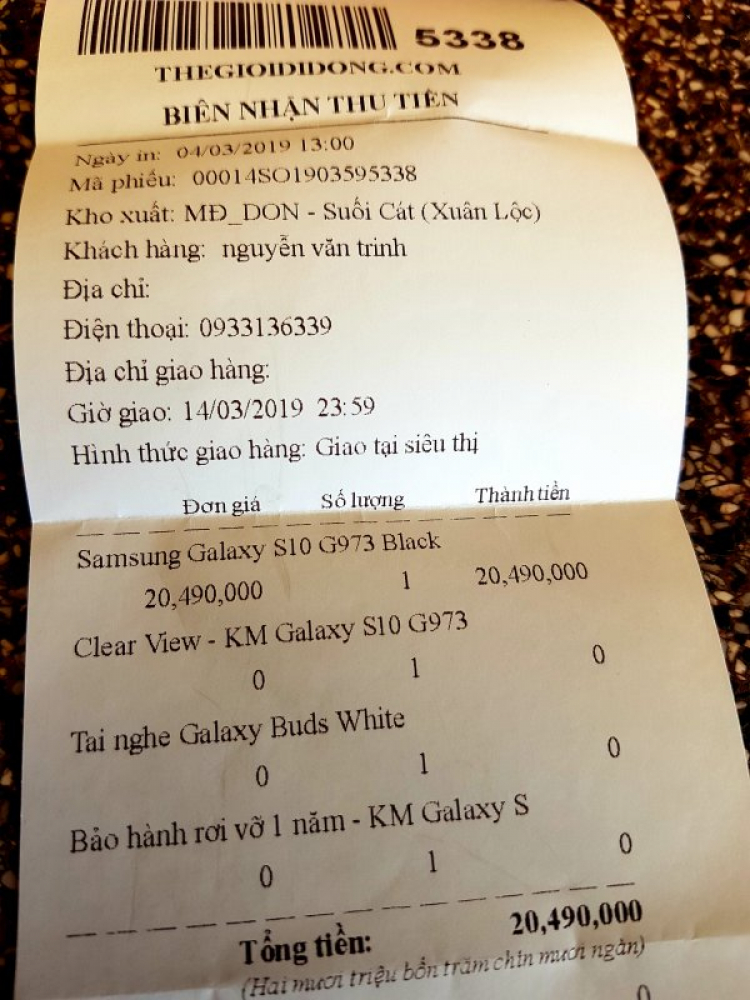 5338
THEGIOIDIDONG.COM
BIÊN NHẬN THU TIỀN
Ngày in: 04/03/2019 13:00
Mã phiếu: 00014SO1903595338
Kho xuất: MĐ_DON - Suối Cát (Xuân Lộc)
Khách hàng: nguyễn văn trinh
Địa chỉ:
Điện thoại: 0933136339
Địa chỉ giao hàng:
Giờ giao: 14/03/2019 23:59
Hình thức giao hàng: Giao tại siêu thị
Đơn giá Số lượng Thành tiền
Samsung Galaxy S10 G973 Black
20,490,000 1 20,490,000
Clear View - KM Galaxy S10 G973
0 1 0
Tai nghe Galaxy Buds White
0 1 0
Bảo hành rơi vỡ 1 năm - KM Galaxy S
0 1 0
Tổng tiền: 20,490,000
(Hai mươi triệu bốn trăm chín mươi ngàn)
0